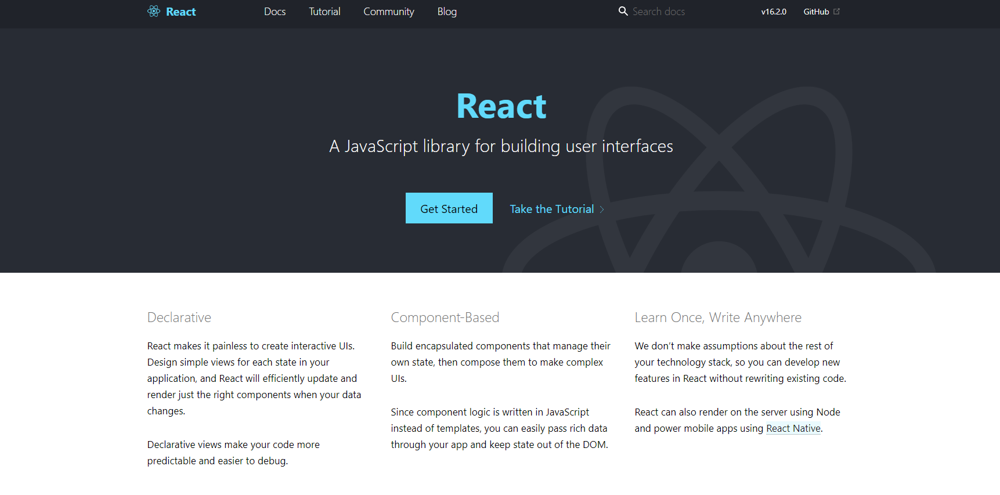 React
Docs
Tutorial
Community
Blog
Search docs
v16.2.0
GitHub
React
A JavaScript library for building user interfaces
Get Started
Take the Tutorial
Declarative
React makes it painless to create interactive UIs.
Design simple views for each state in your
application, and React will efficiently update and
render just the right components when your data
changes.
Declarative views make your code more
predictable and easier to debug.
Component-Based
Build encapsulated components that manage their
own state, then compose them to make complex
UIs.
Since component logic is written in JavaScript
instead of templates, you can easily pass rich data
through your app and keep state out of the DOM.
Learn Once, Write Anywhere
We don’t make assumptions about the rest of
your technology stack, so you can develop new
features in React without rewriting existing code.
React can also render on the server using Node
and power mobile apps using React Native.